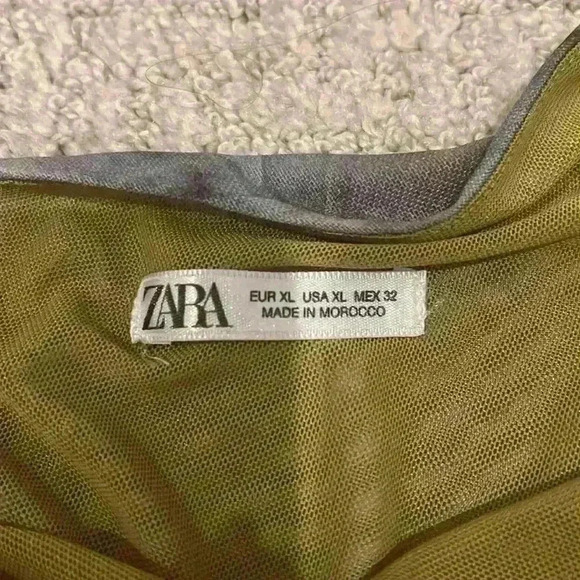 ZARA
EUR XL USA XL MEX 32
MADE IN MOROCCO